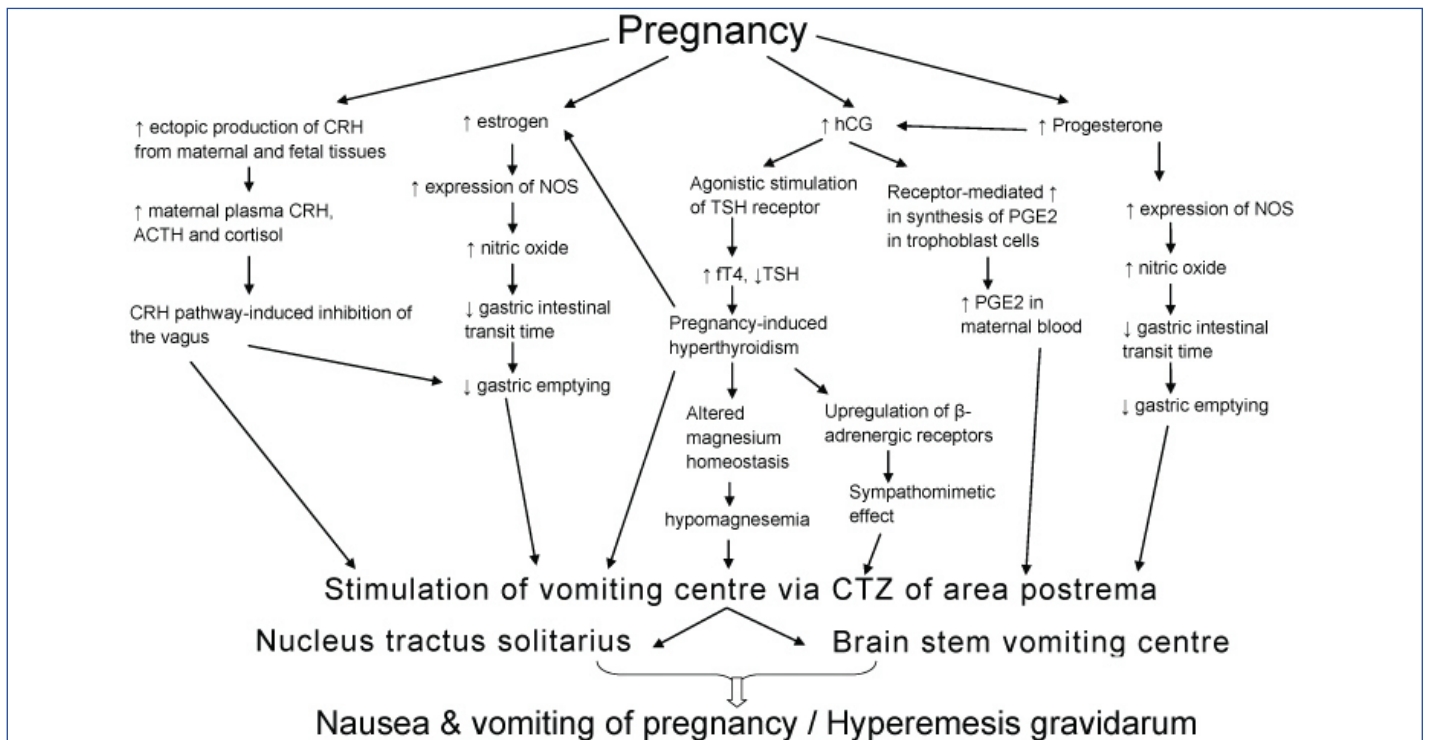 Pregnancy
↑ ectopic production of CRH
from maternal and fetal tissues
↑ maternal plasma CRH,
ACTH and cortisol
CRH pathway-induced inhibition of
the vagus
↑ estrogen
↑ expression of NOS
↑ nitric oxide
↓ gastric intestinal
transit time
↓ gastric emptying
↑ hCG
Agonistic stimulation
of TSH receptor
↑ fT4, ↓TSH
Pregnancy-induced
hyperthyroidism
Altered
magnesium
homeostasis
hypomagnesemia
Upregulation of β-
adrenergic receptors
Sympathomimetic
effect
Receptor-mediated ↑
in synthesis of PGE2
in trophoblast cells
↑ PGE2 in
maternal blood
↑ Progesterone
↑ expression of NOS
↑ nitric oxide
↓ gastric intestinal
transit time
↓ gastric emptying
Stimulation of vomiting centre via CTZ of area postrema
Nucleus tractus solitarius
Brain stem vomiting centre
Nausea & vomiting of pregnancy / Hyperemesis gravidarum